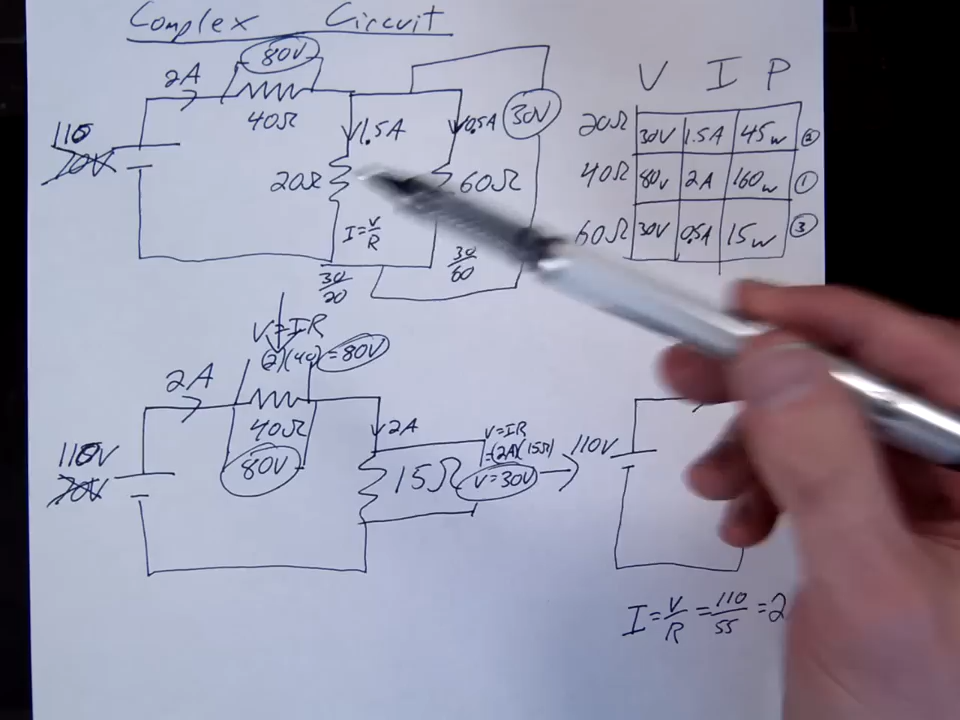 Complex Circuit
80V
2A
40Ω
110
70V
1.5A
0.5A
30V
20Ω
60Ω
I=V/R
30/20
30/60
V I P
20Ω 30V 1.5A 45w ②
40Ω 80V 2A 160w ①
60Ω 30V 0.5A 15w ③
V=IR
(2)(40)=80V
2A
40Ω
80V
110V
70V
2A
15Ω
V=IR
=(2A)(15Ω)
V=30V
110V
I=V/R=110/55=2